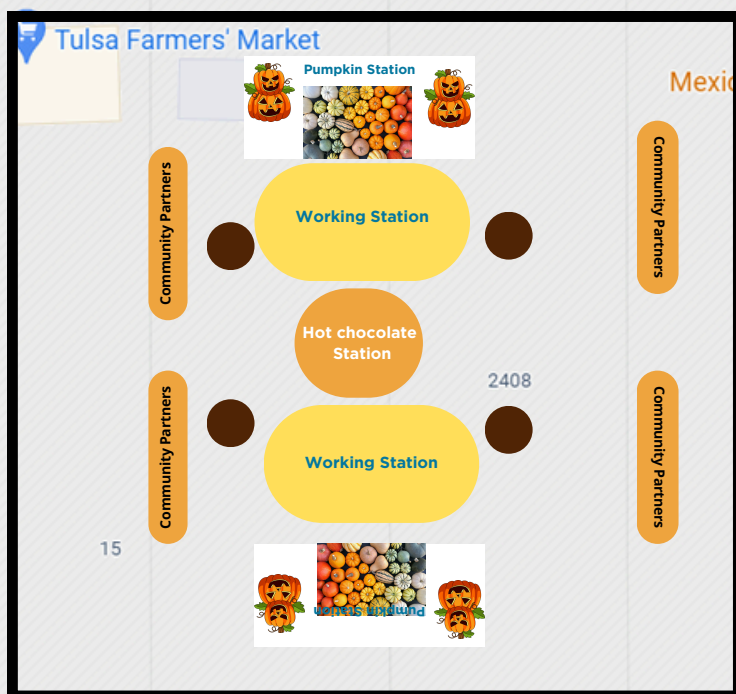 Tulsa Farmers' Market
Pumpkin Station
Mexic
Community Partners
Community Partners
Working Station
Hot chocolate
Station
2408
Community Partners
Community Partners
Working Station
15
Pumpkin Station